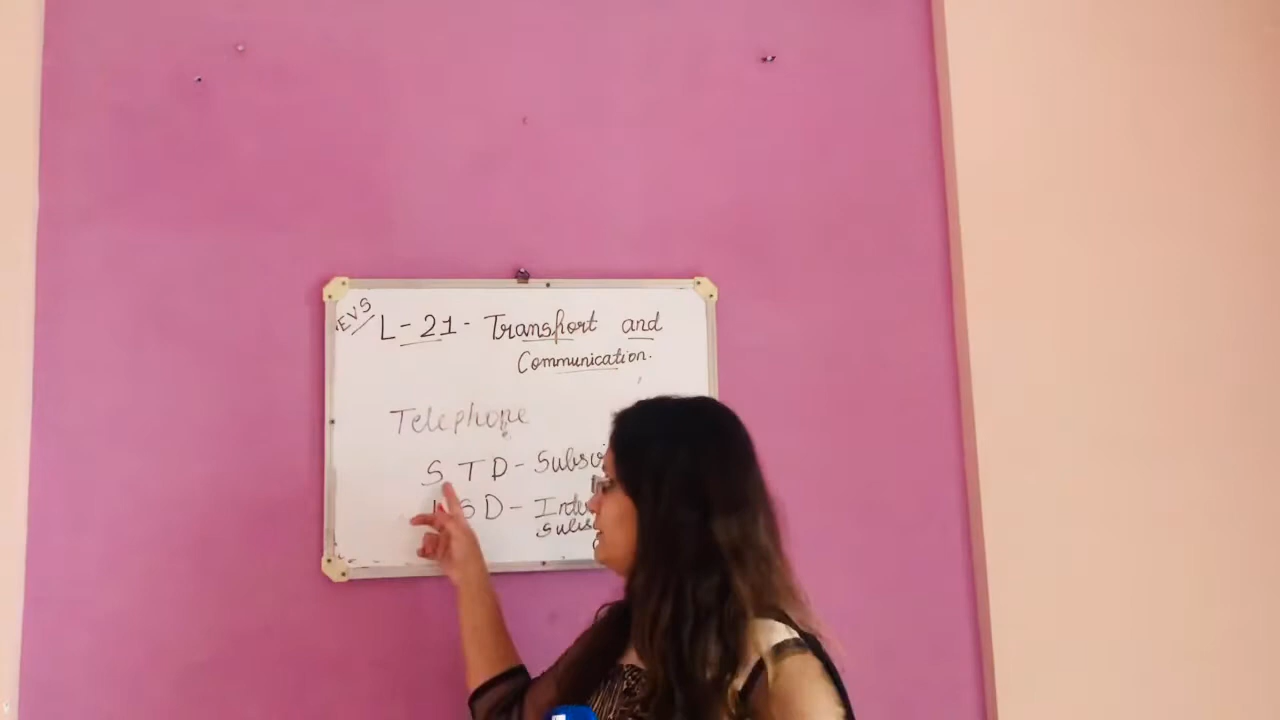 EVS
L-21- Transport and
Communication.
Telephone
STD-
SD-